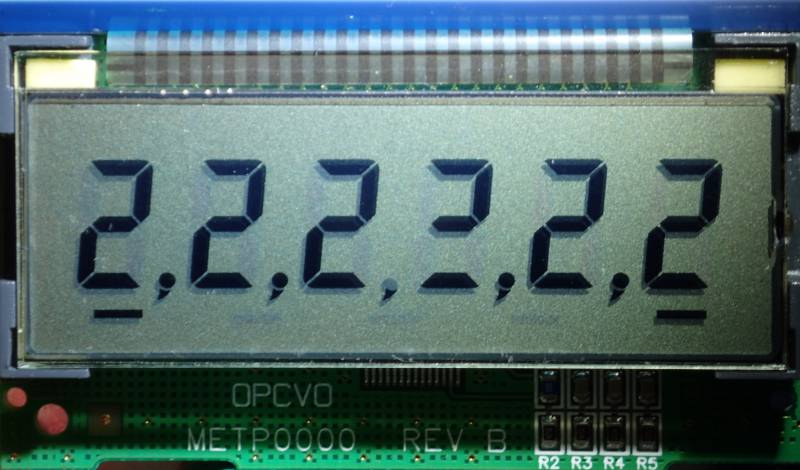 2,2,2,2,2,2
OPCVO
METP0000 REV B
R2 R3 R4 R5